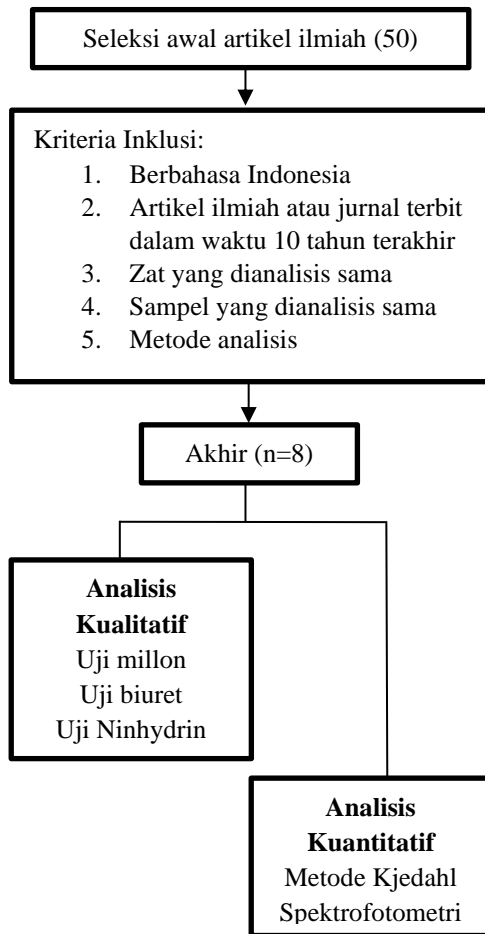 Seleksi awal artikel ilmiah (50)
Kriteria Inklusi:
1. Berbahasa Indonesia
2. Artikel ilmiah atau jurnal terbit
dalam waktu 10 tahun terakhir
3. Zat yang dianalisis sama
4. Sampel yang dianalisis sama
5. Metode analisis
Akhir (n=8)
Analisis
Kualitatif
Uji millon
Uji biuret
Uji Ninhydrin
Analisis
Kuantitatif
Metode Kjedahl
Spektrofotometri